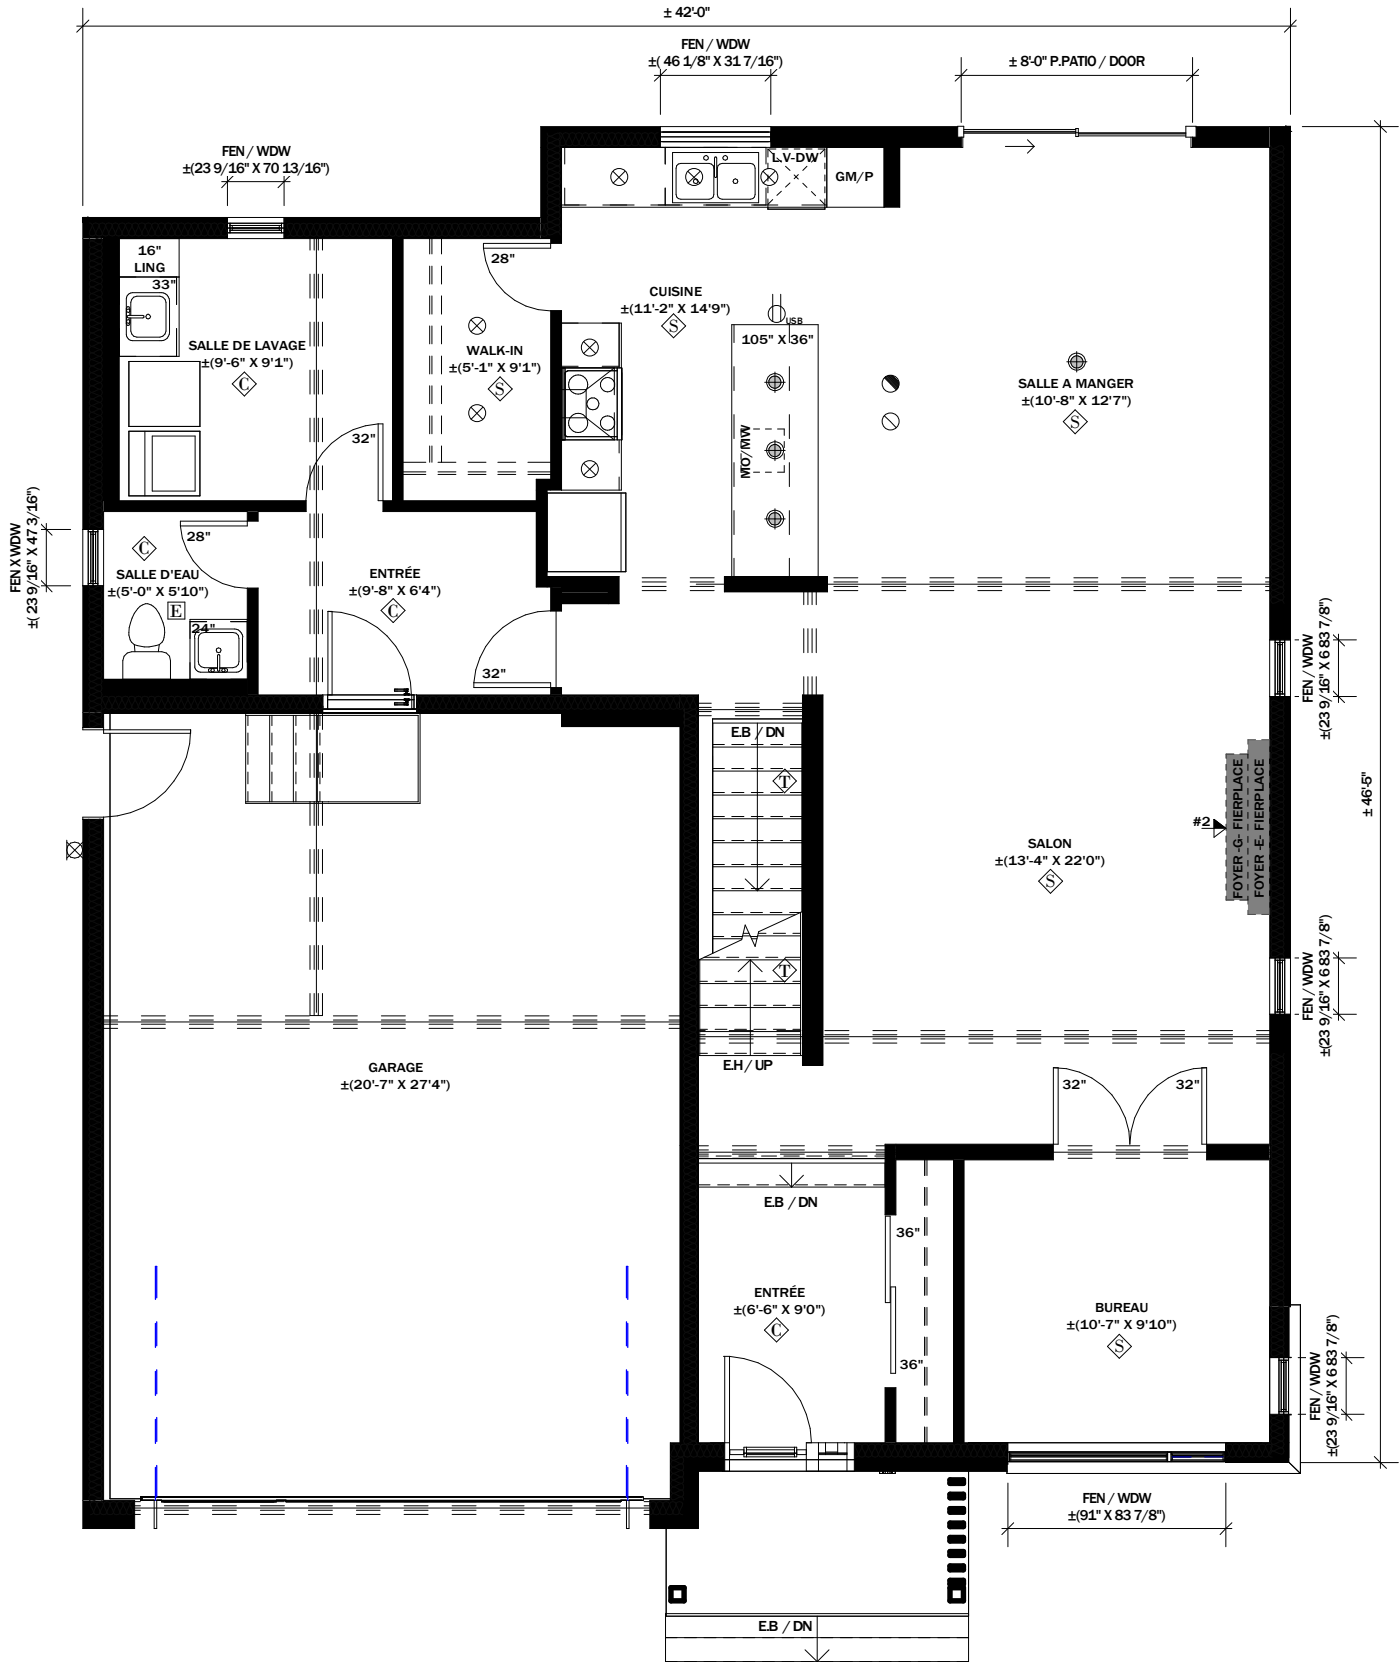 ± 42'-0"
FEN / WDW
±( 46 1/8" X 31 7/16")
± 8'-0" P.PATIO / DOOR
FEN / WDW
±(23 9/16" X 70 13/16")
L.V-DW
GM/P
16"
LING
33"
28"
CUISINE
±(11'-2" X 14'9")
S
USB
105" X 36"
SALLE DE LAVAGE
±(9'-6" X 9'1")
C
WALK-IN
±(5'-1" X 9'1")
S
SALLE A MANGER
±(10'-8" X 12'7")
S
32"
MO/MW
FEN X WDW
±( 23 9/16" X 47 3/16")
28"
C
SALLE D'EAU
±(5'-0" X 5'10")
E
24"
ENTRÉE
±(9'-8" X 6'4")
C
32"
FEN / WDW
±(23 9/16" X 6 83 7/8")
E.B / DN
T
± 46'-5"
FOYER -G- FIERPLACE
FOYER -E- FIERPLACE
#2
SALON
±(13'-4" X 22'0")
S
T
FEN / WDW
±(23 9/16" X 6 83 7/8")
E.H / UP
GARAGE
±(20'-7" X 27'4")
32"
32"
E.B / DN
36"
ENTRÉE
±(6'-6" X 9'0")
C
BUREAU
±(10'-7" X 9'10")
S
36"
FEN / WDW
±(23 9/16" X 6 83 7/8")
FEN / WDW
±(91" X 83 7/8")
E.B / DN